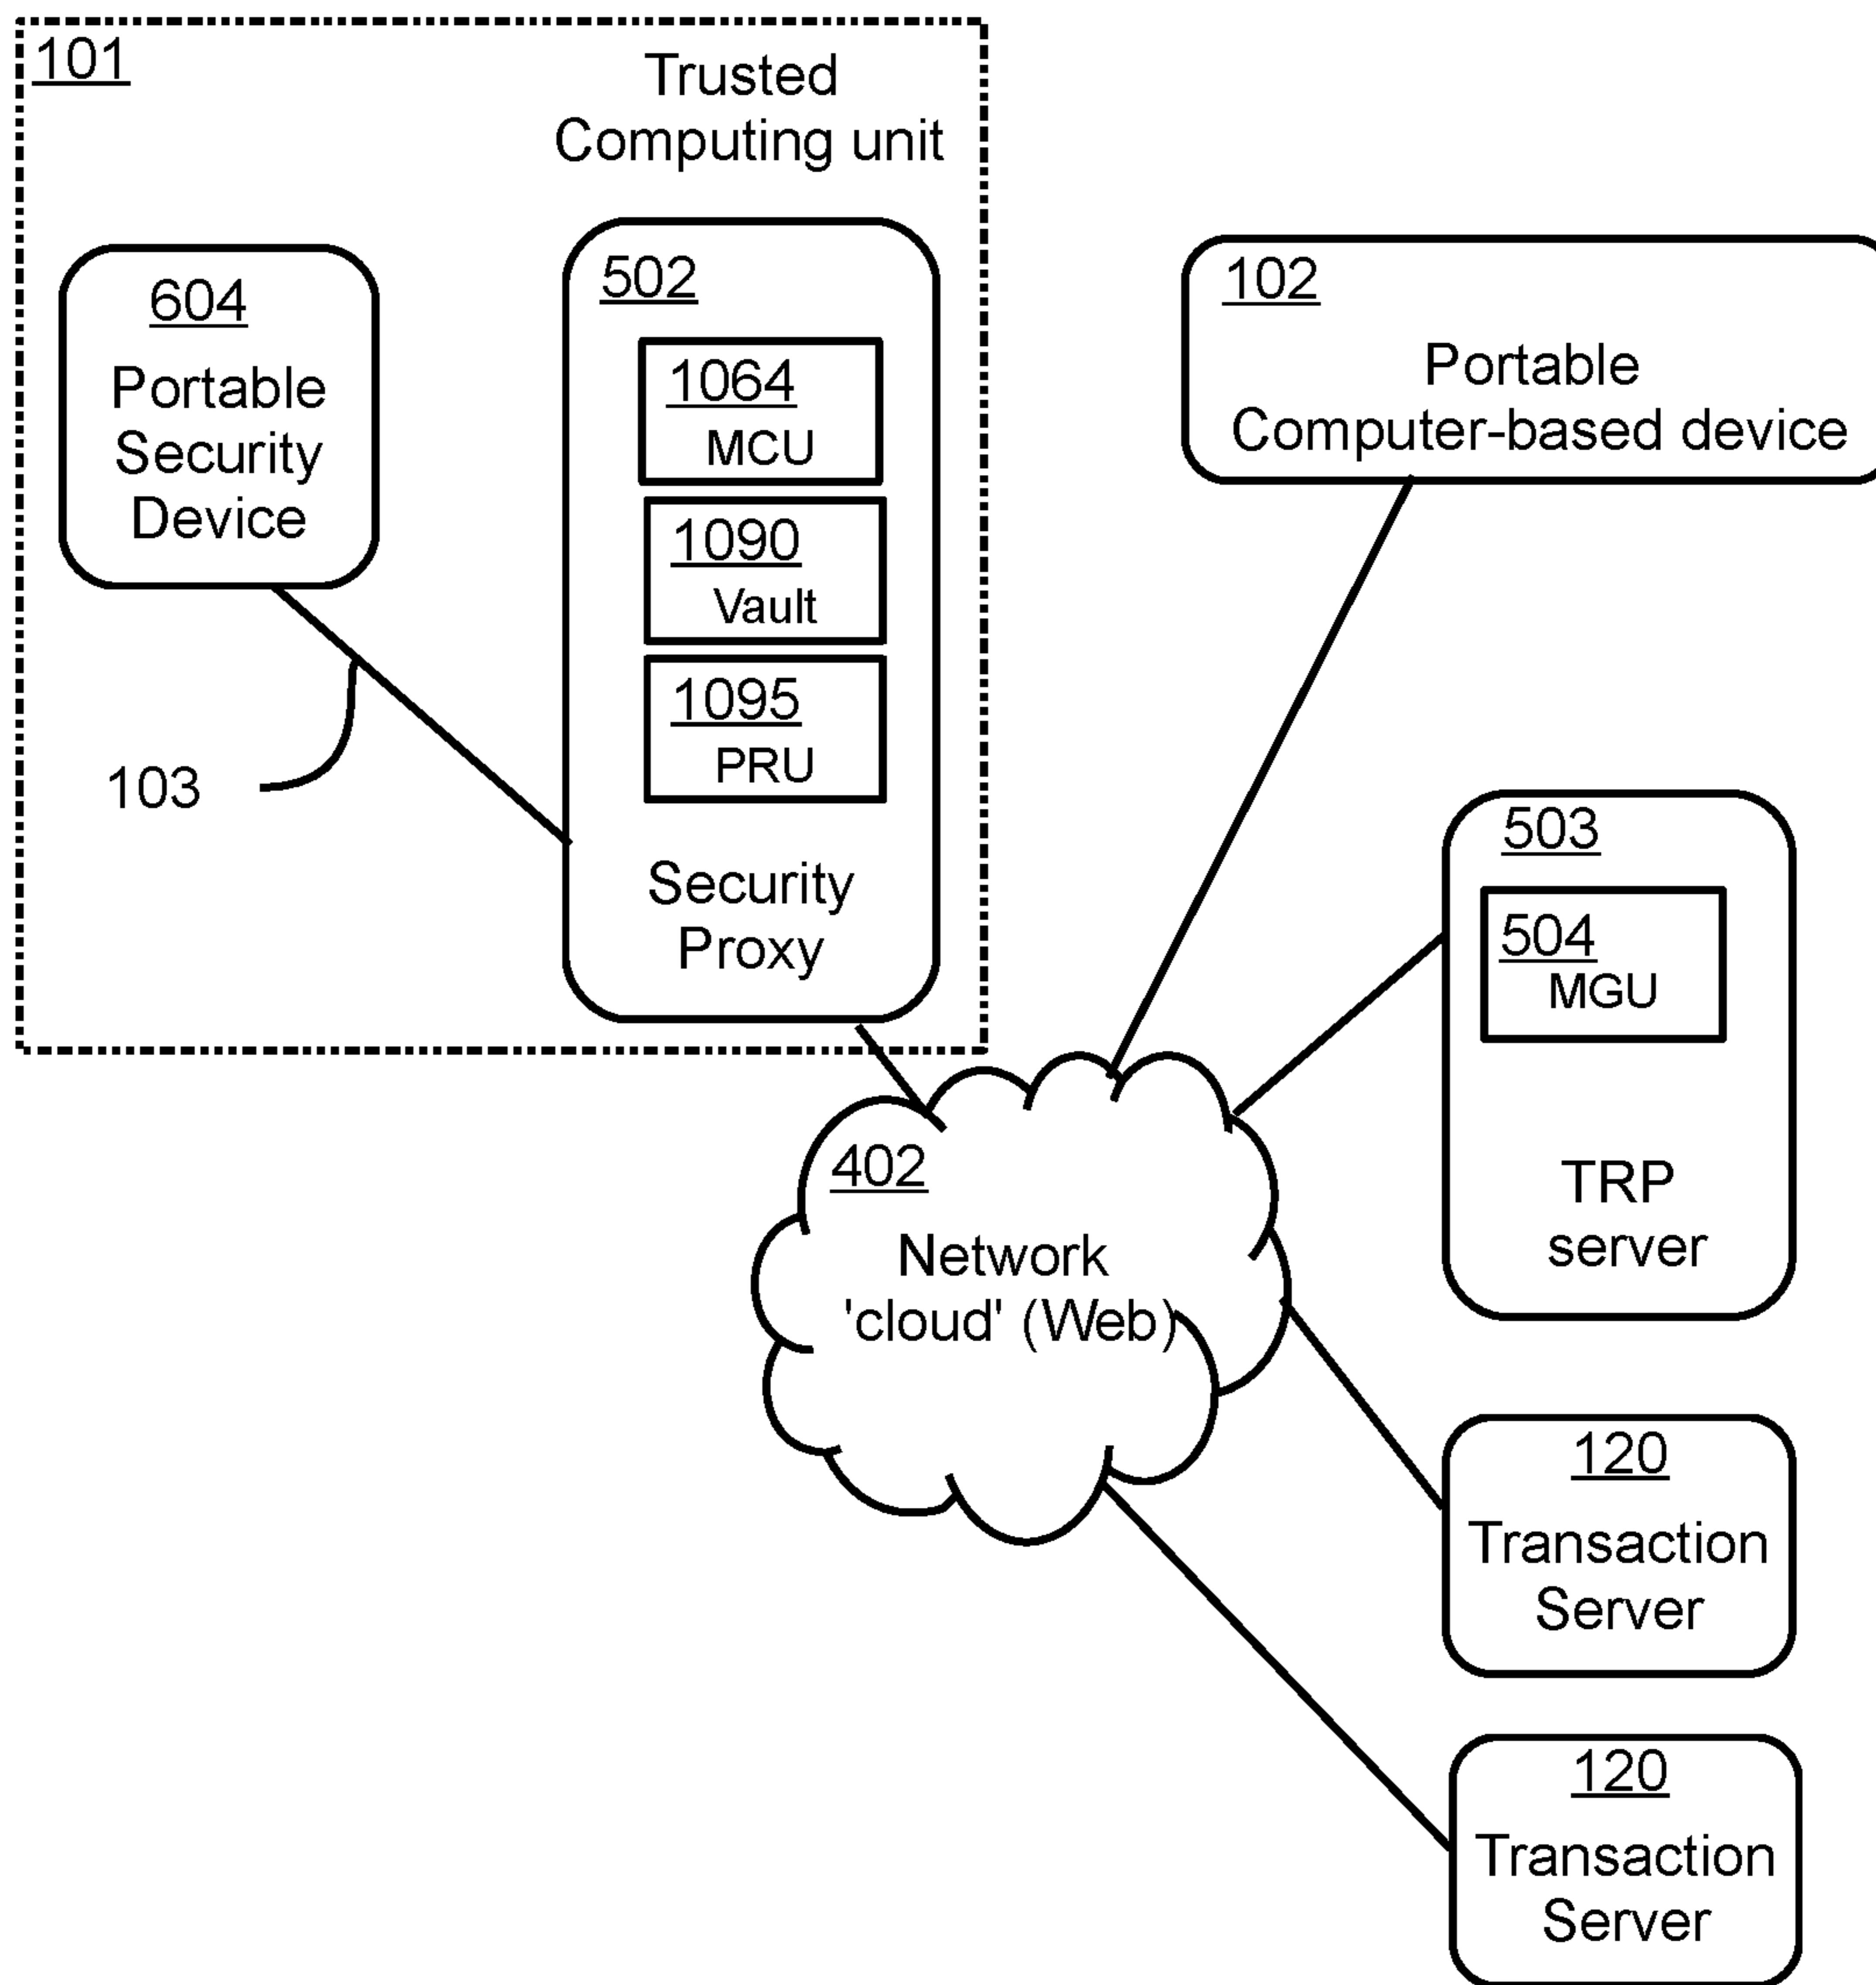 101
Trusted
Computing unit
604
Portable
Security
Device
502
1064
MCU
1090
Vault
1095
PRU
Security
Proxy
103
102
Portable
Computer-based device
503
504
MGU
TRP
server
402
Network
'cloud' (Web)
120
Transaction
Server
120
Transaction
Server